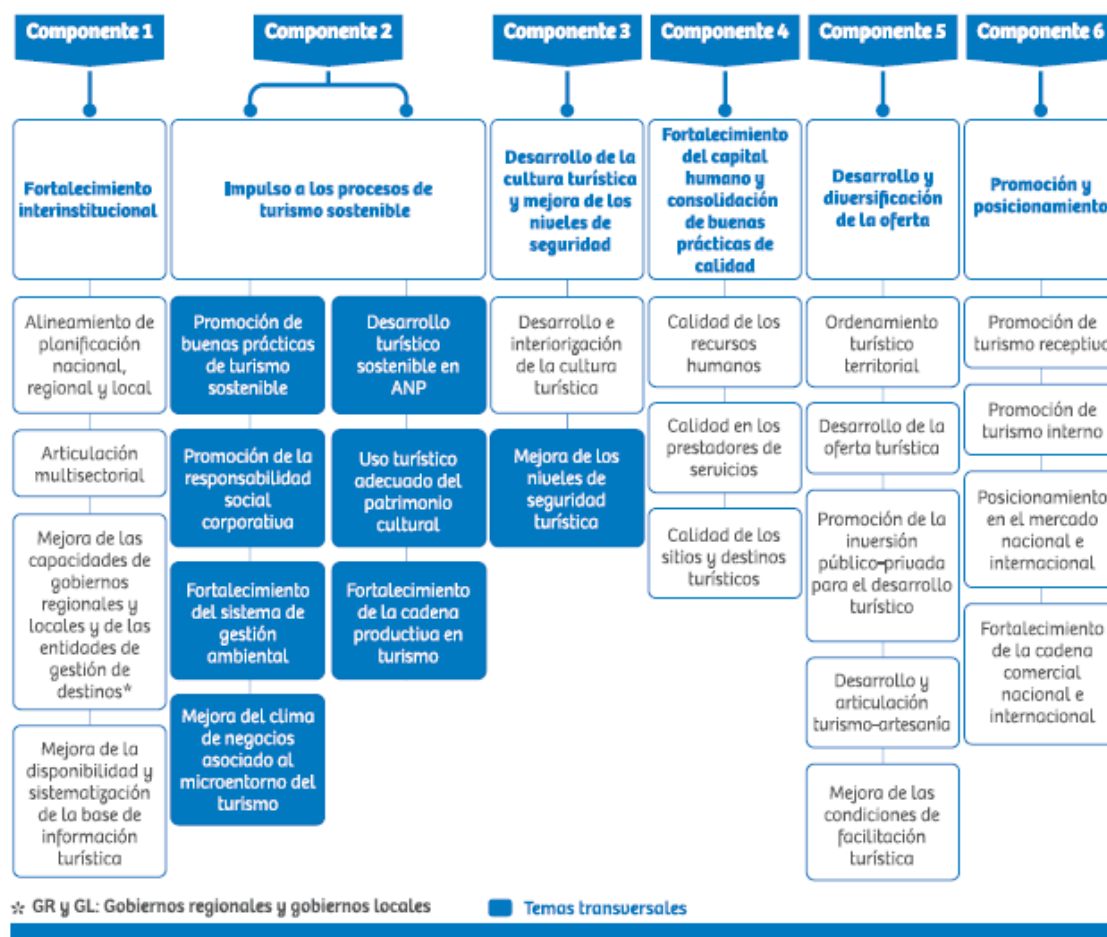 Componente 1
Componente 2
Componente 3
Componente 4
Componente 5
Componente 6
Fortalecimiento
interinstitucional
Impulso a los procesos de
turismo sostenible
Desarrollo de la
cultura turística
y mejora de los
niveles de
seguridad
Fortalecimiento
del capital
humano y
consolidación
de buenas
prácticas de
calidad
Desarrollo y
diversificación
de la oferta
Promoción y
posicionamiento
Alineamiento de
planificación
nacional,
regional y local
Articulación
multisectorial
Mejora de las
capacidades de
gobiernos
regionales y
locales y de las
entidades de
gestión de
destinos*
Mejora de la
disponibilidad y
sistematización
de la base de
información
turística
Promoción de
buenas prácticas
de turismo
sostenible
Promoción de la
responsabilidad
social
corporativa
Fortalecimiento
del sistema de
gestión
ambiental
Mejora del clima
de negocios
asociado al
microentorno del
turismo
Desarrollo
turístico
sostenible en
ANP
Uso turístico
adecuado del
patrimonio
cultural
Fortalecimiento
de la cadena
productiva en
turismo
Desarrollo e
interiorización
de la cultura
turística
Mejora de los
niveles de
seguridad
turística
Calidad de los
recursos
humanos
Calidad en los
prestadores de
servicios
Calidad de los
sitios y destinos
turísticos
Ordenamiento
turístico
territorial
Desarrollo de la
oferta turística
Promoción de la
inversión
público-privada
para el desarrollo
turístico
Desarrollo y
articulación
turismo-artesanía
Mejora de las
condiciones de
facilitación
turística
Promoción de
turismo receptivo
Promoción de
turismo interno
Posicionamiento
en el mercado
nacional e
internacional
Fortalecimiento
de la cadena
comercial
nacional e
internacional
* GR y GL: Gobiernos regionales y gobiernos locales
Temas transversales